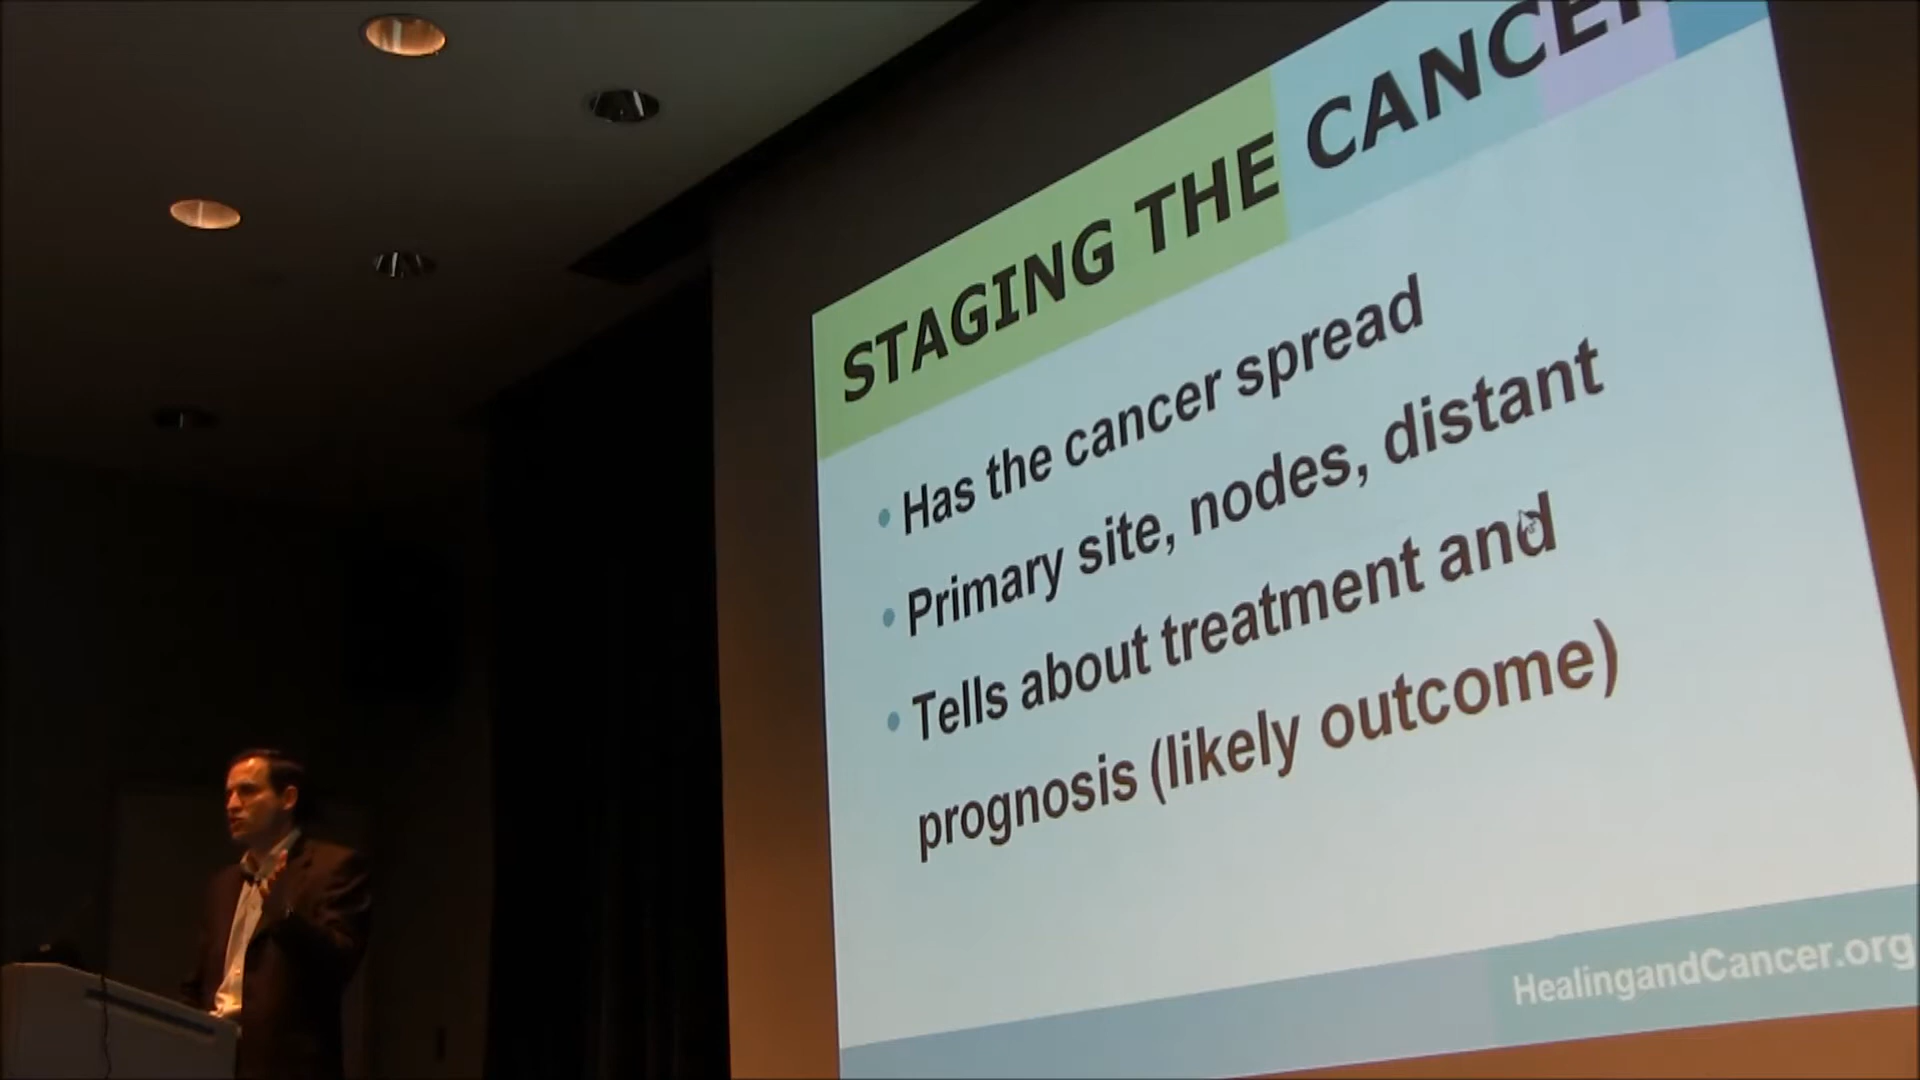 STAGING THE CANCER
• Has the cancer spread
• Primary site, nodes, distant
• Tells about treatment and
prognosis (likely outcome)
HealingandCancer.org